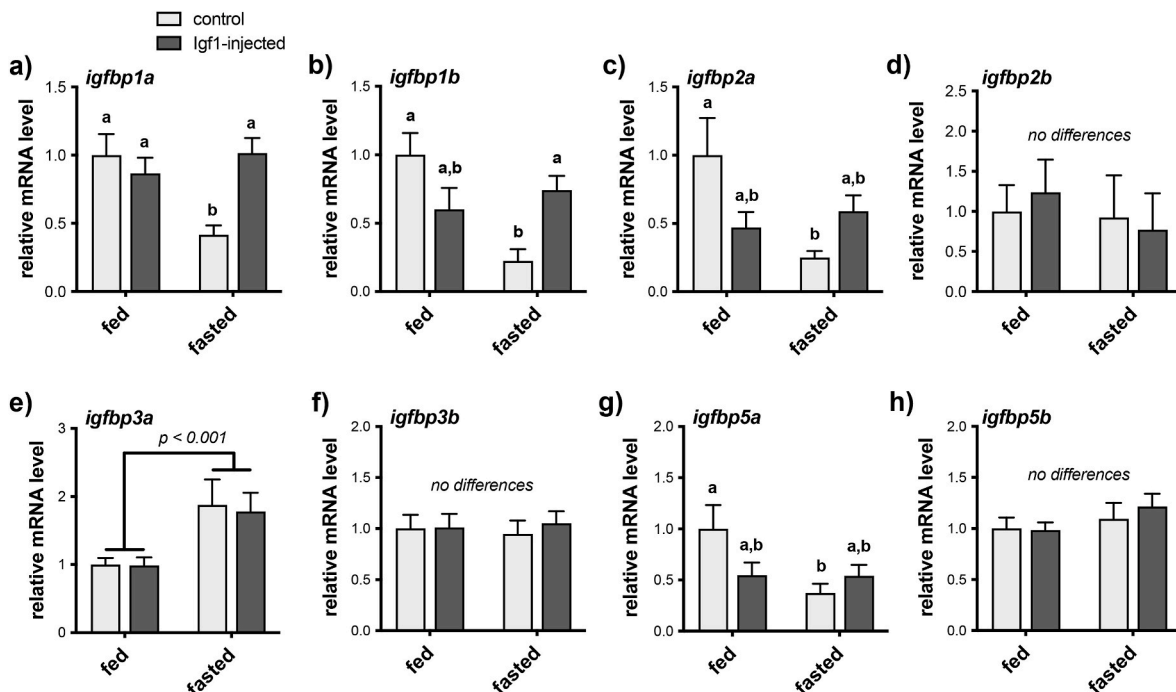 control
Igf1-injected
a) igfbp1a
relative mRNA level
1.5
1.0
0.5
0.0
a
a
b
a
fed
fasted
b) igfbp1b
relative mRNA level
1.5
1.0
0.5
0.0
a
a,b
b
a
fed
fasted
c) igfbp2a
relative mRNA level
1.5
1.0
0.5
0.0
a
a,b
b
a,b
fed
fasted
d) igfbp2b
relative mRNA level
2.5
2.0
1.5
1.0
0.5
0.0
no differences
fed
fasted
e) igfbp3a
relative mRNA level
3
2
1
0
p < 0.001
fed
fasted
f) igfbp3b
relative mRNA level
2.0
1.5
1.0
0.5
0.0
no differences
fed
fasted
g) igfbp5a
relative mRNA level
2.0
1.5
1.0
0.5
0.0
a
a,b
b
a,b
fed
fasted
h) igfbp5b
relative mRNA level
2.0
1.5
1.0
0.5
0.0
no differences
fed
fasted